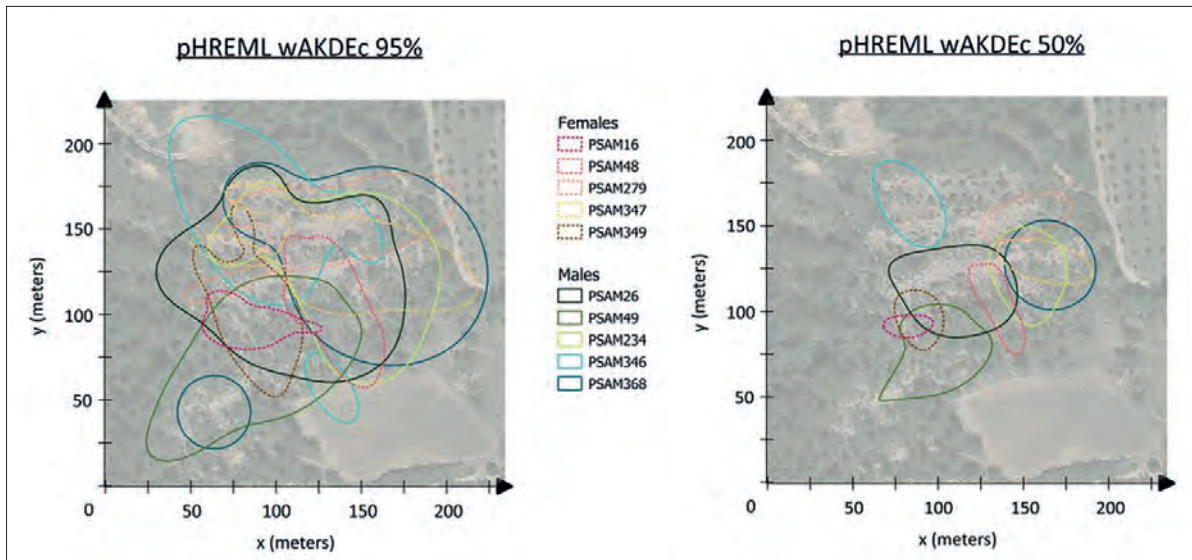 pHREML wAKDEc 95%
200
150
100
50
0
50
100
150
200
y (meters)
x (meters)
Females
PSAM16
PSAM48
PSAM279
PSAM347
PSAM349
Males
PSAM26
PSAM49
PSAM234
PSAM346
PSAM368
pHREML wAKDEc 50%
200
150
100
50
0
50
100
150
200
y (meters)
x (meters)